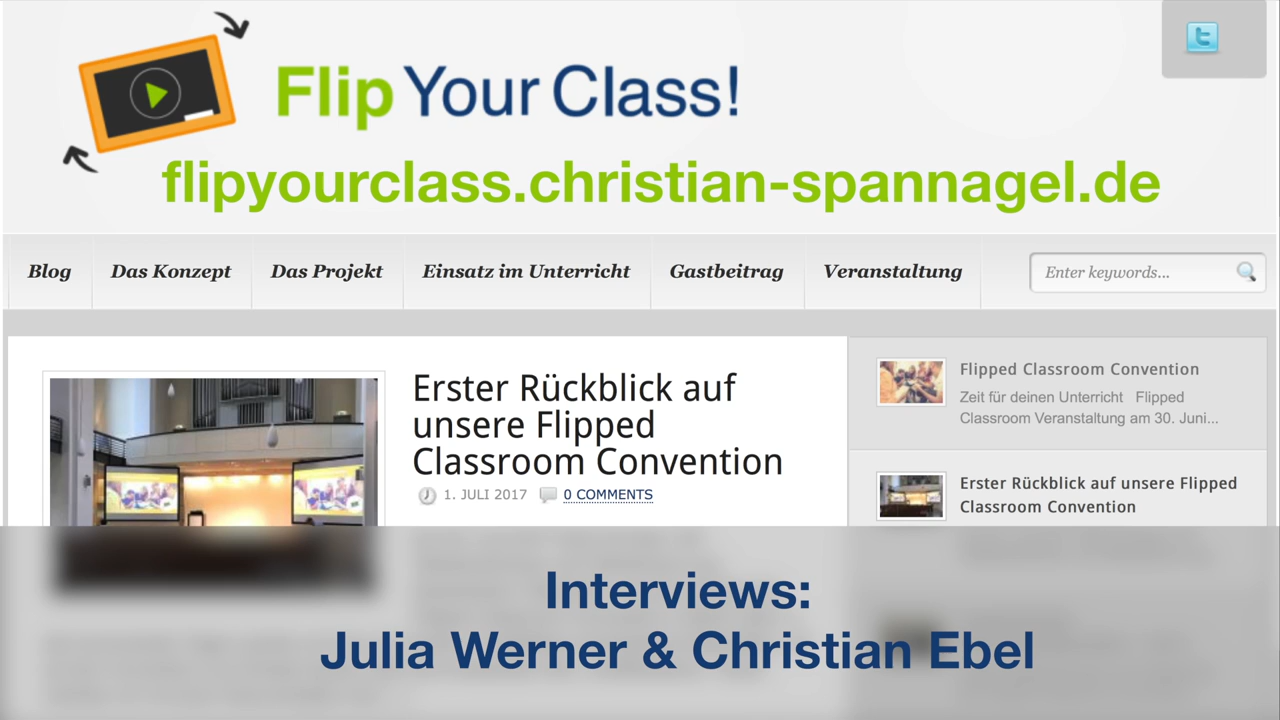 Flip Your Class!
flipyourclass.christian-spannagel.de
Blog
Das Konzept
Das Projekt
Einsatz im Unterricht
Gastbeitrag
Veranstaltung
Enter keywords...
Erster Rückblick auf
unsere Flipped
Classroom Convention
1. JULI 2017
0 COMMENTS
Flipped Classroom Convention
Zeit für deinen Unterricht Flipped
Classroom Veranstaltung am 30. Juni...
Erster Rückblick auf unsere Flipped
Classroom Convention
Interviews:
Julia Werner & Christian Ebel